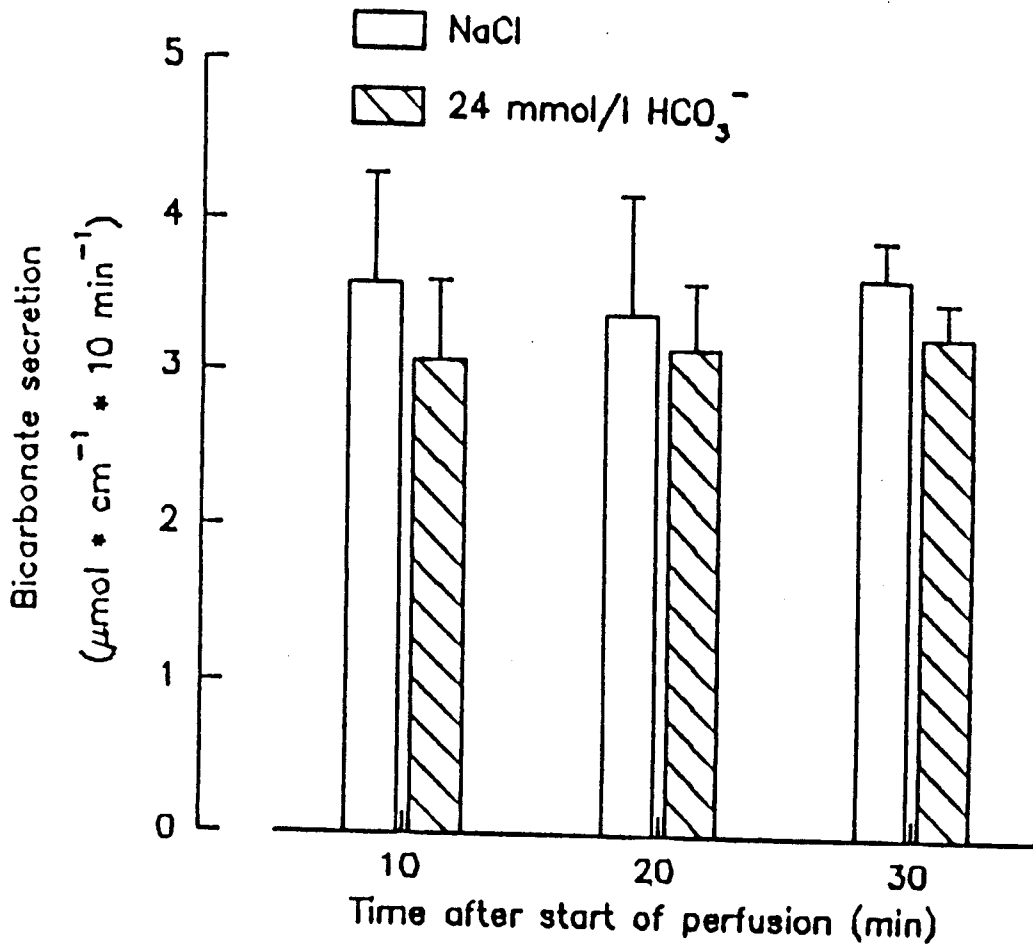 NaCl
24 mmol/l HCO₃⁻
Bicarbonate secretion
(μmol * cm⁻¹ * 10 min⁻¹)
5
4
3
2
1
0
10 20 30
Time after start of perfusion (min)